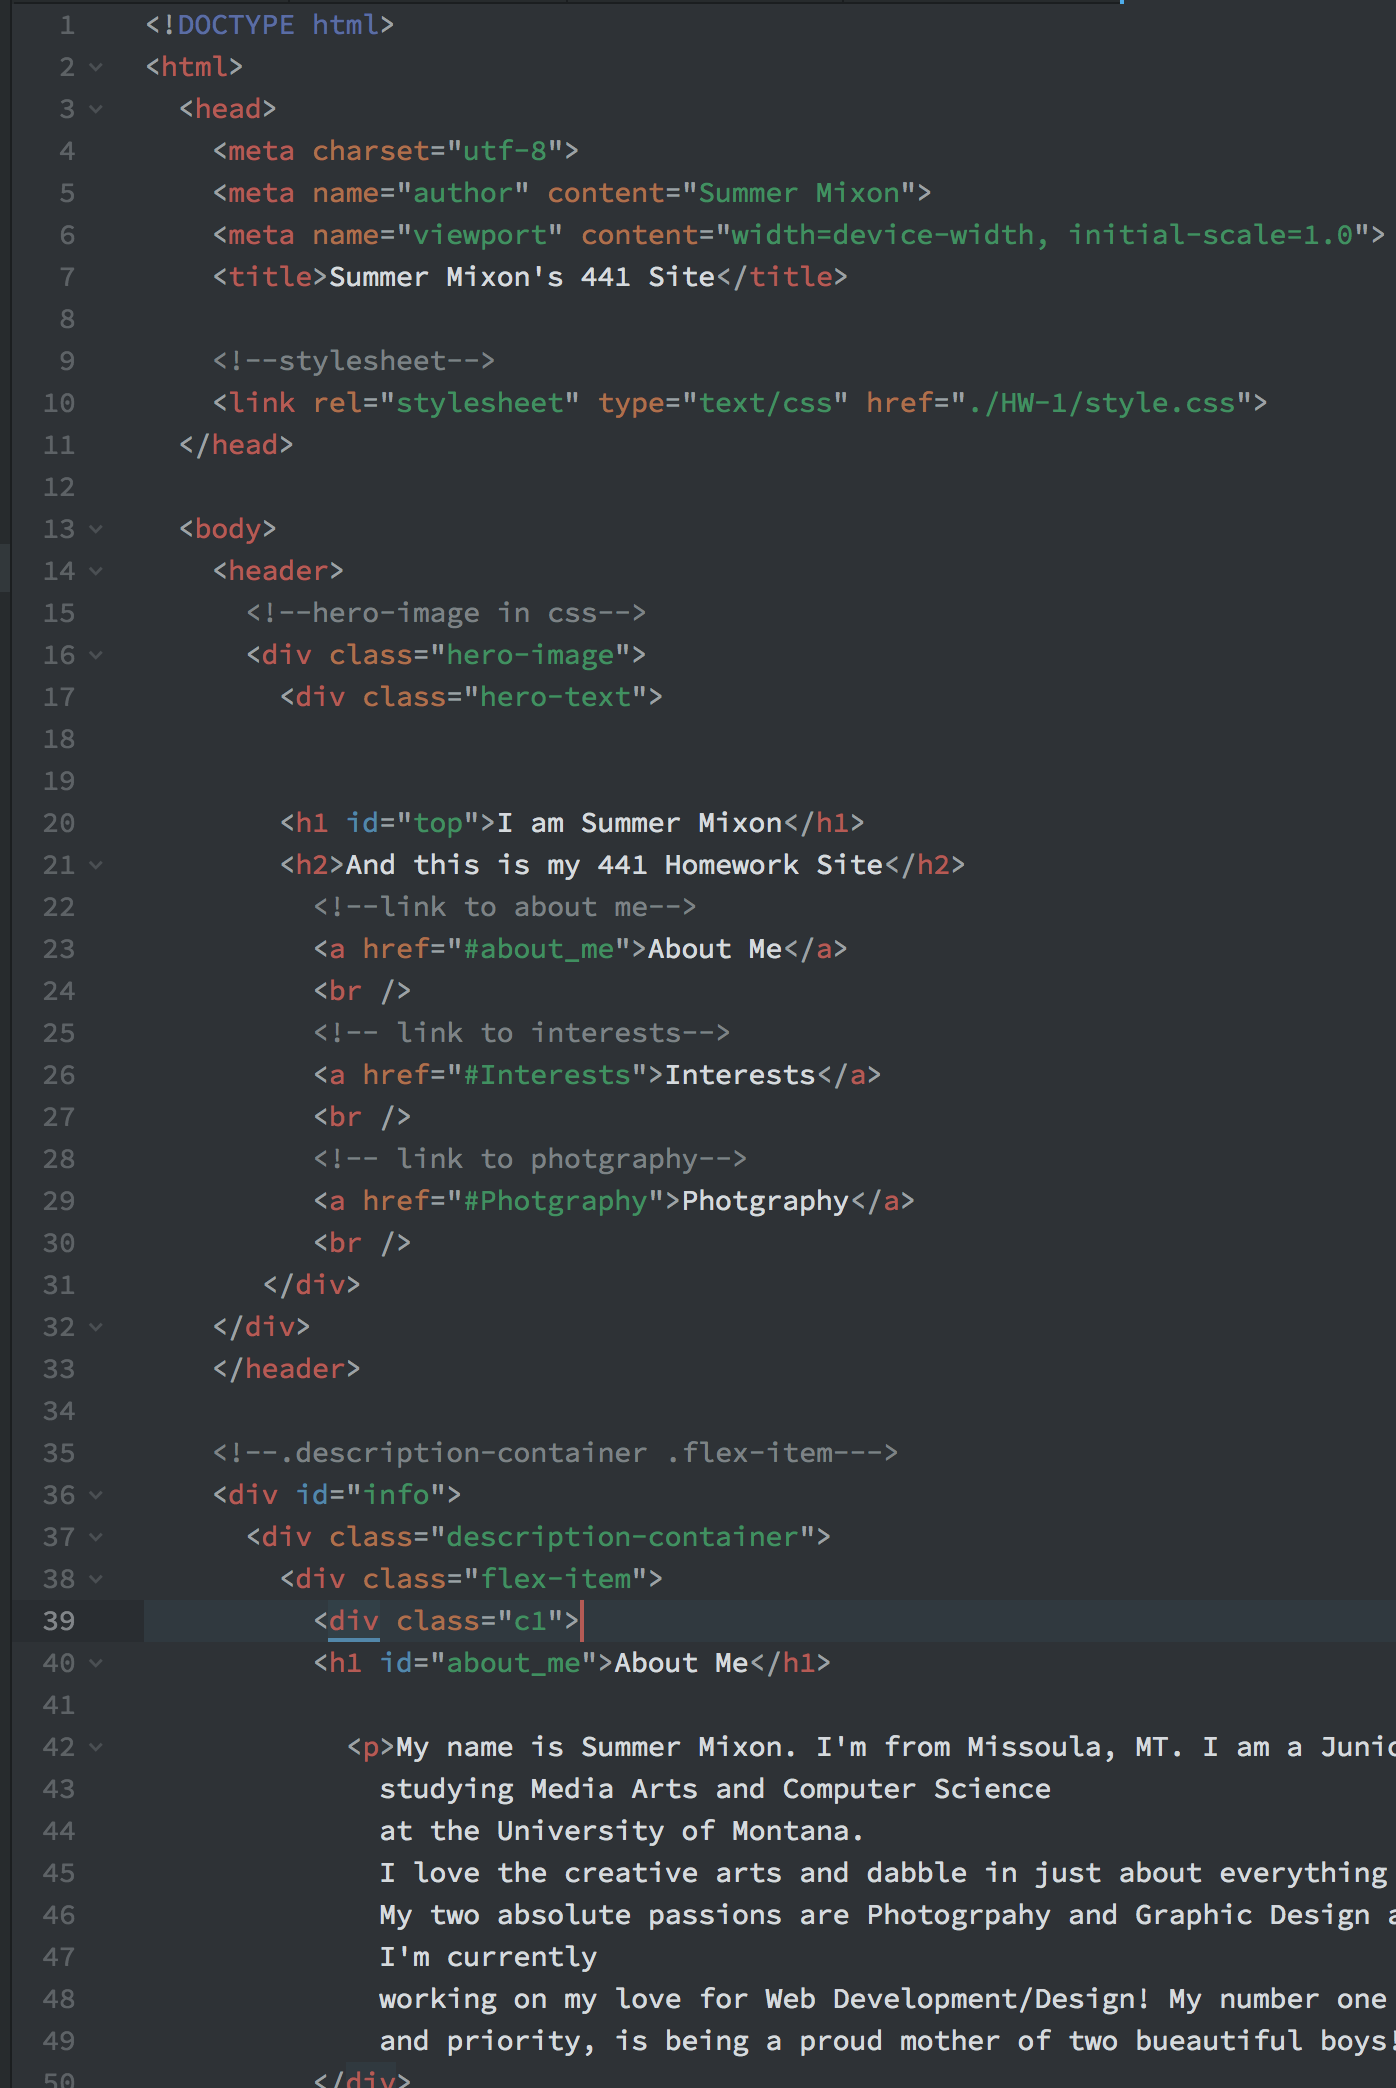 1 <!DOCTYPE html>
2 <html>
3 <head>
4 <meta charset="utf-8">
5 <meta name="author" content="Summer Mixon">
6 <meta name="viewport" content="width=device-width, initial-scale=1.0">
7 <title>Summer Mixon's 441 Site</title>
8
9 <!--stylesheet-->
10 <link rel="stylesheet" type="text/css" href="./HW-1/style.css">
11 </head>
12
13 <body>
14 <header>
15 <!--hero-image in css-->
16 <div class="hero-image">
17 <div class="hero-text">
18
19
20 <h1 id="top">I am Summer Mixon</h1>
21 <h2>And this is my 441 Homework Site</h2>
22 <!--link to about me-->
23 <a href="#about_me">About Me</a>
24 <br />
25 <!-- link to interests-->
26 <a href="#Interests">Interests</a>
27 <br />
28 <!-- link to photgraphy-->
29 <a href="#Photgraphy">Photgraphy</a>
30 <br />
31 </div>
32 </div>
33 </header>
34
35 <!--.description-container .flex-item--->
36 <div id="info">
37 <div class="description-container">
38 <div class="flex-item">
39 <div class="c1">
40 <h1 id="about_me">About Me</h1>
41
42 <p>My name is Summer Mixon. I'm from Missoula, MT. I am a Junio
43 studying Media Arts and Computer Science
44 at the University of Montana.
45 I love the creative arts and dabble in just about everything
46 My two absolute passions are Photogrpahy and Graphic Design a
47 I'm currently
48 working on my love for Web Development/Design! My number one
49 and priority, is being a proud mother of two bueautiful boys!
50 </div>